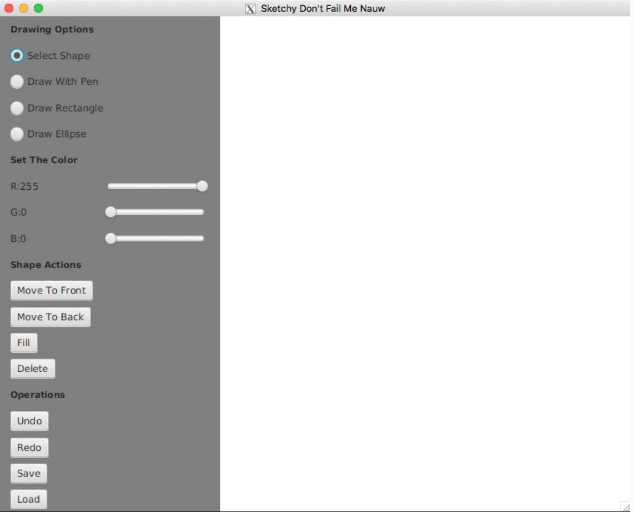 Sketchy Don't Fail Me Nauw
Drawing Options
Select Shape
Draw With Pen
Draw Rectangle
Draw Ellipse
Set The Color
R:255
G:0
B:0
Shape Actions
Move To Front
Move To Back
Fill
Delete
Operations
Undo
Redo
Save
Load